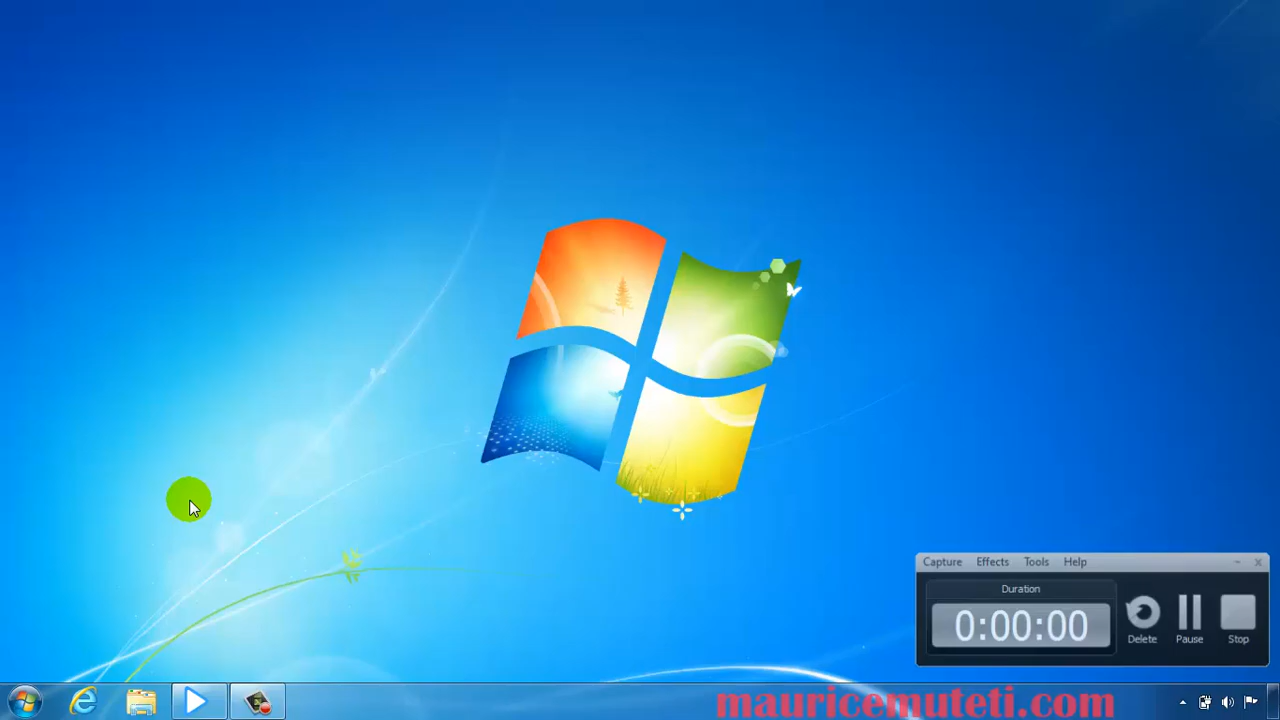 Capture Effects Tools Help
Duration
0:00:00
Delete Pause Stop
mauricemuteti.com